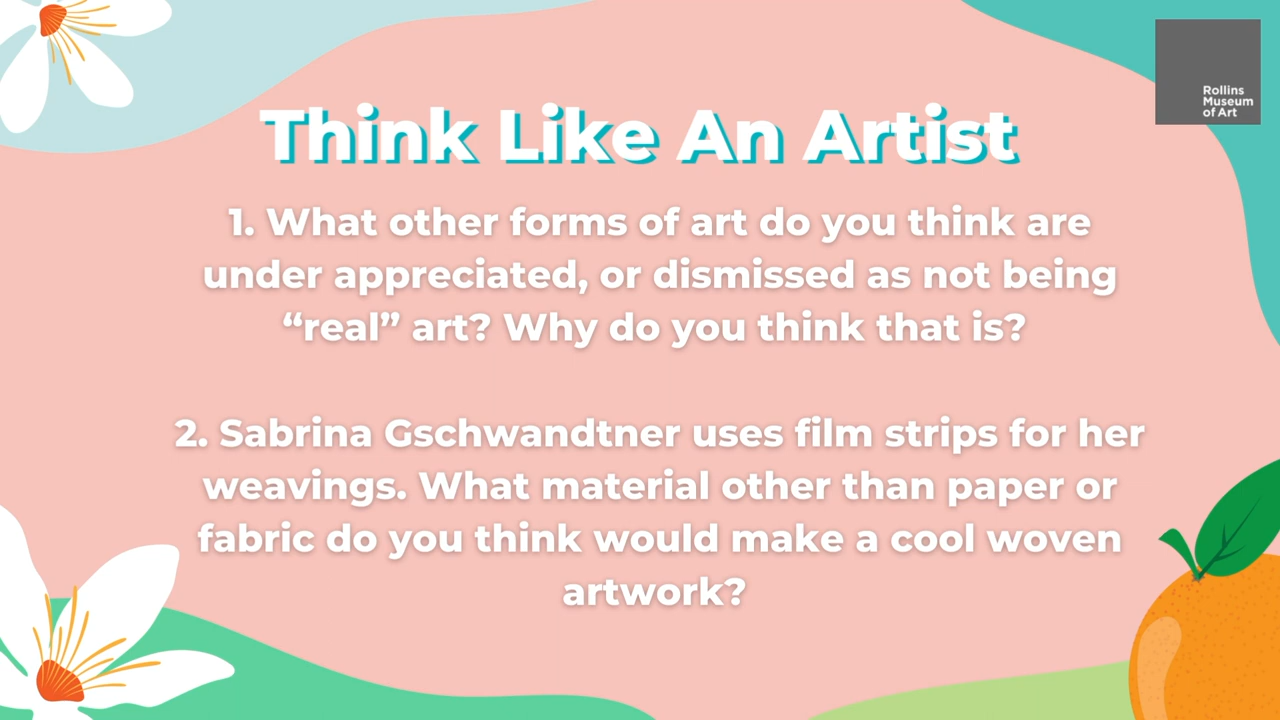 Rollins
Museum
of Art
Think Like An Artist
1. What other forms of art do you think are
under appreciated, or dismissed as not being
“real” art? Why do you think that is?
2. Sabrina Gschwandtner uses film strips for her
weavings. What material other than paper or
fabric do you think would make a cool woven
artwork?